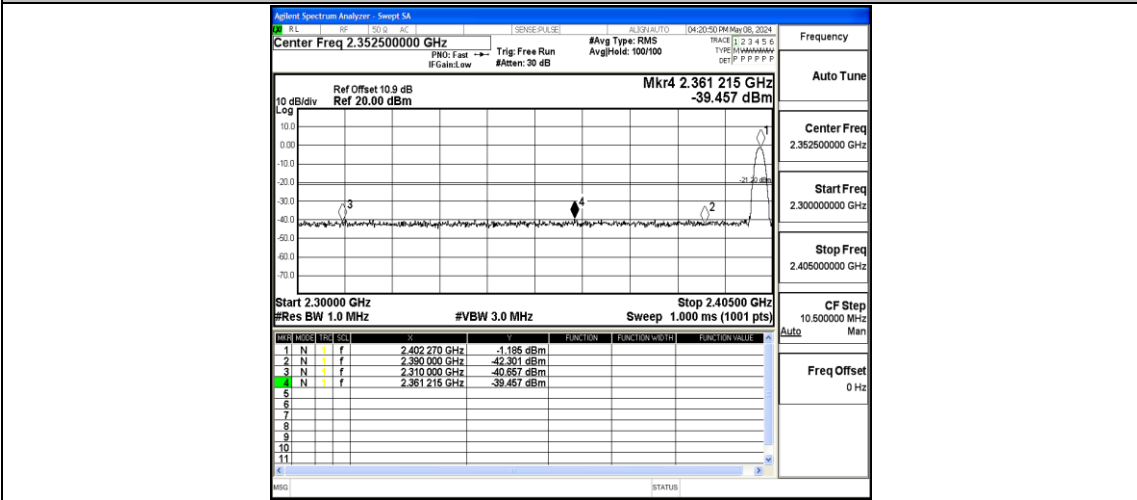 Agilent Spectrum Analyzer - Swept SA
RL RF 50 Ω AC SENSE:PULSE ALIGNAUTO 04:20:50 PM May 08, 2024
Center Freq 2.352500000 GHz
PNO: Fast
IFGain:Low
Trig: Free Run
#Atten: 30 dB
#Avg Type: RMS
Avg|Hold: 100/100
TRACE 1 2 3 4 5 6
TYPE M
DET P P P P P P
Frequency
Auto Tune
Center Freq
2.352500000 GHz
Start Freq
2.300000000 GHz
Stop Freq
2.405000000 GHz
CF Step
10.500000 MHz
Auto Man
Freq Offset
0 Hz
Mkr4 2.361 215 GHz
-39.457 dBm
Ref Offset 10.9 dB
10 dB/div Ref 20.00 dBm
Log
10.0
0.00
-10.0
-20.0
-30.0
-40.0
-50.0
-60.0
-70.0
1
-21.20 dBm
3
4
2
Start 2.30000 GHz Stop 2.40500 GHz
#Res BW 1.0 MHz #VBW 3.0 MHz Sweep 1.000 ms (1001 pts)
MKR MODE TRC SCL X Y FUNCTION FUNCTION WIDTH FUNCTION VALUE
1 N 1 f 2.402 270 GHz -1.185 dBm
2 N 1 f 2.390 000 GHz -42.301 dBm
3 N 1 f 2.310 000 GHz -40.657 dBm
4 N 1 f 2.361 215 GHz -39.457 dBm
5
6
7
8
9
10
11
MSG STATUS